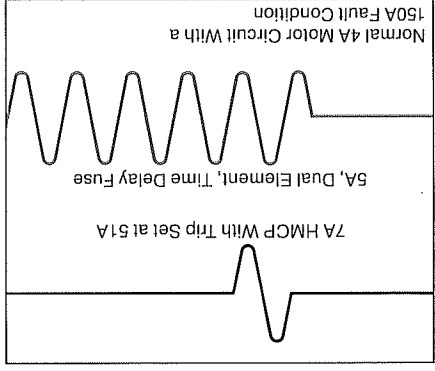 7A HMCP With Trip Set at 51A
5A, Dual Element, Time Delay Fuse
Normal 4A Motor Circuit With a
150A Fault Condition